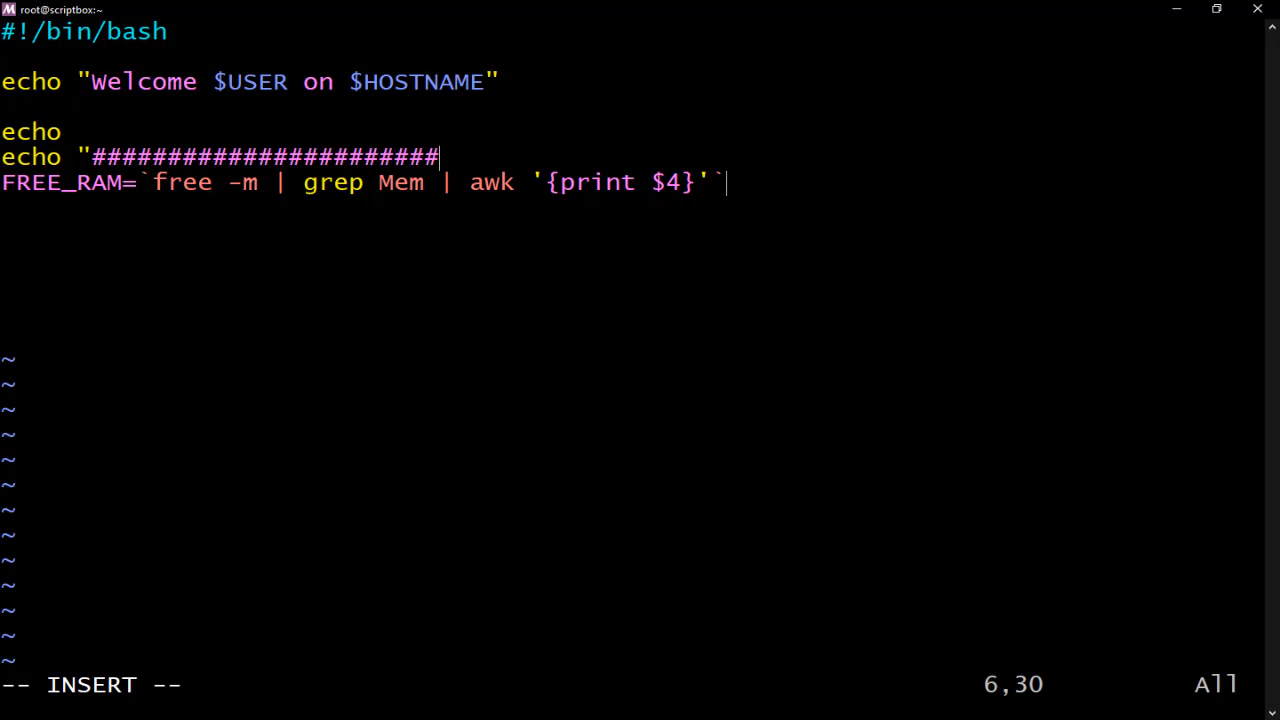 root@scriptbox:~
#!/bin/bash
echo "Welcome $USER on $HOSTNAME"
echo
echo "#######################
FREE_RAM=`free -m | grep Mem | awk '{print $4}'`
~
~
~
~
~
~
~
~
~
~
~
~
~
-- INSERT -- 6,30 All